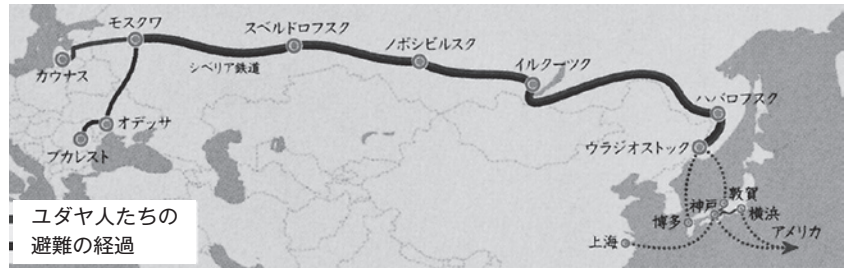 モスクワ
スベルドロフスク
ノボシビルスク
イルクーツク
カウナス
シベリア鉄道
ハバロフスク
オデッサ
ブカレスト
ウラジオストック
敦賀
神戸
横浜
博多
アメリカ
上海
ユダヤ人たちの
避難の経過